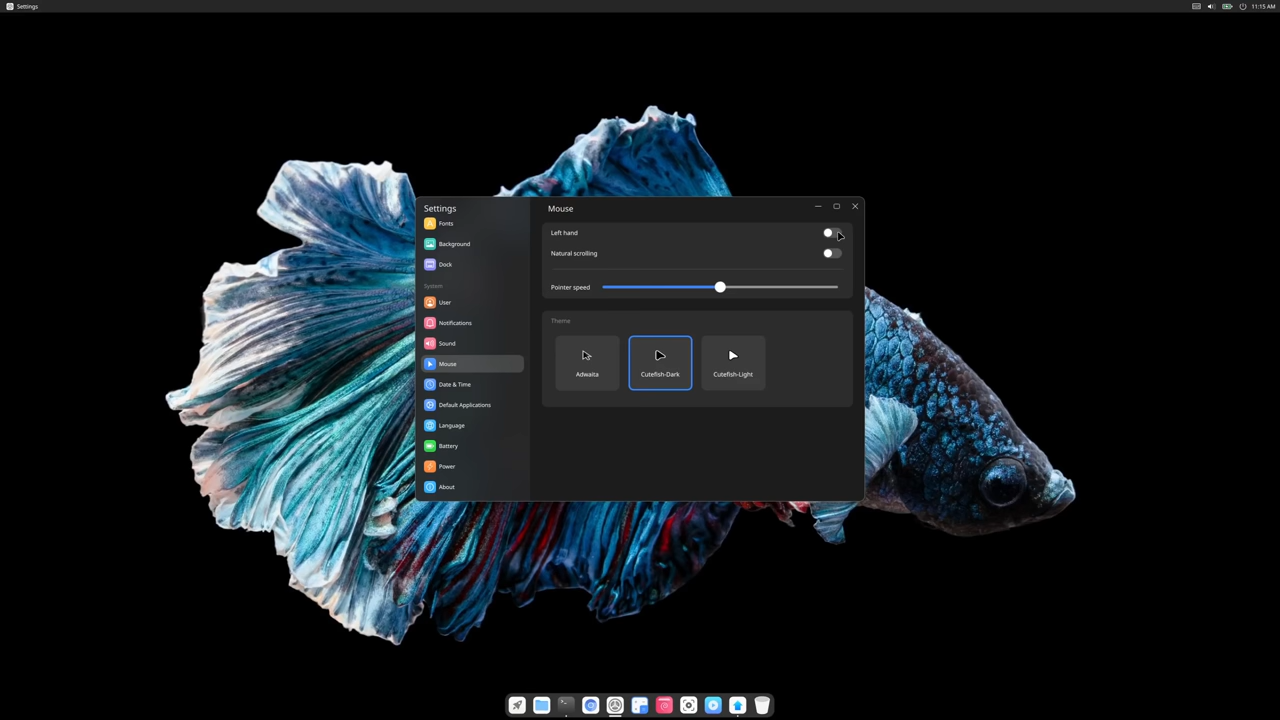 Settings
11:15 AM
Settings
Fonts
Background
Dock
System
User
Notifications
Sound
Mouse
Date & Time
Default Applications
Language
Battery
Power
About
Mouse
Left hand
Natural scrolling
Pointer speed
Theme
Adwaita
Cutefish-Dark
Cutefish-Light